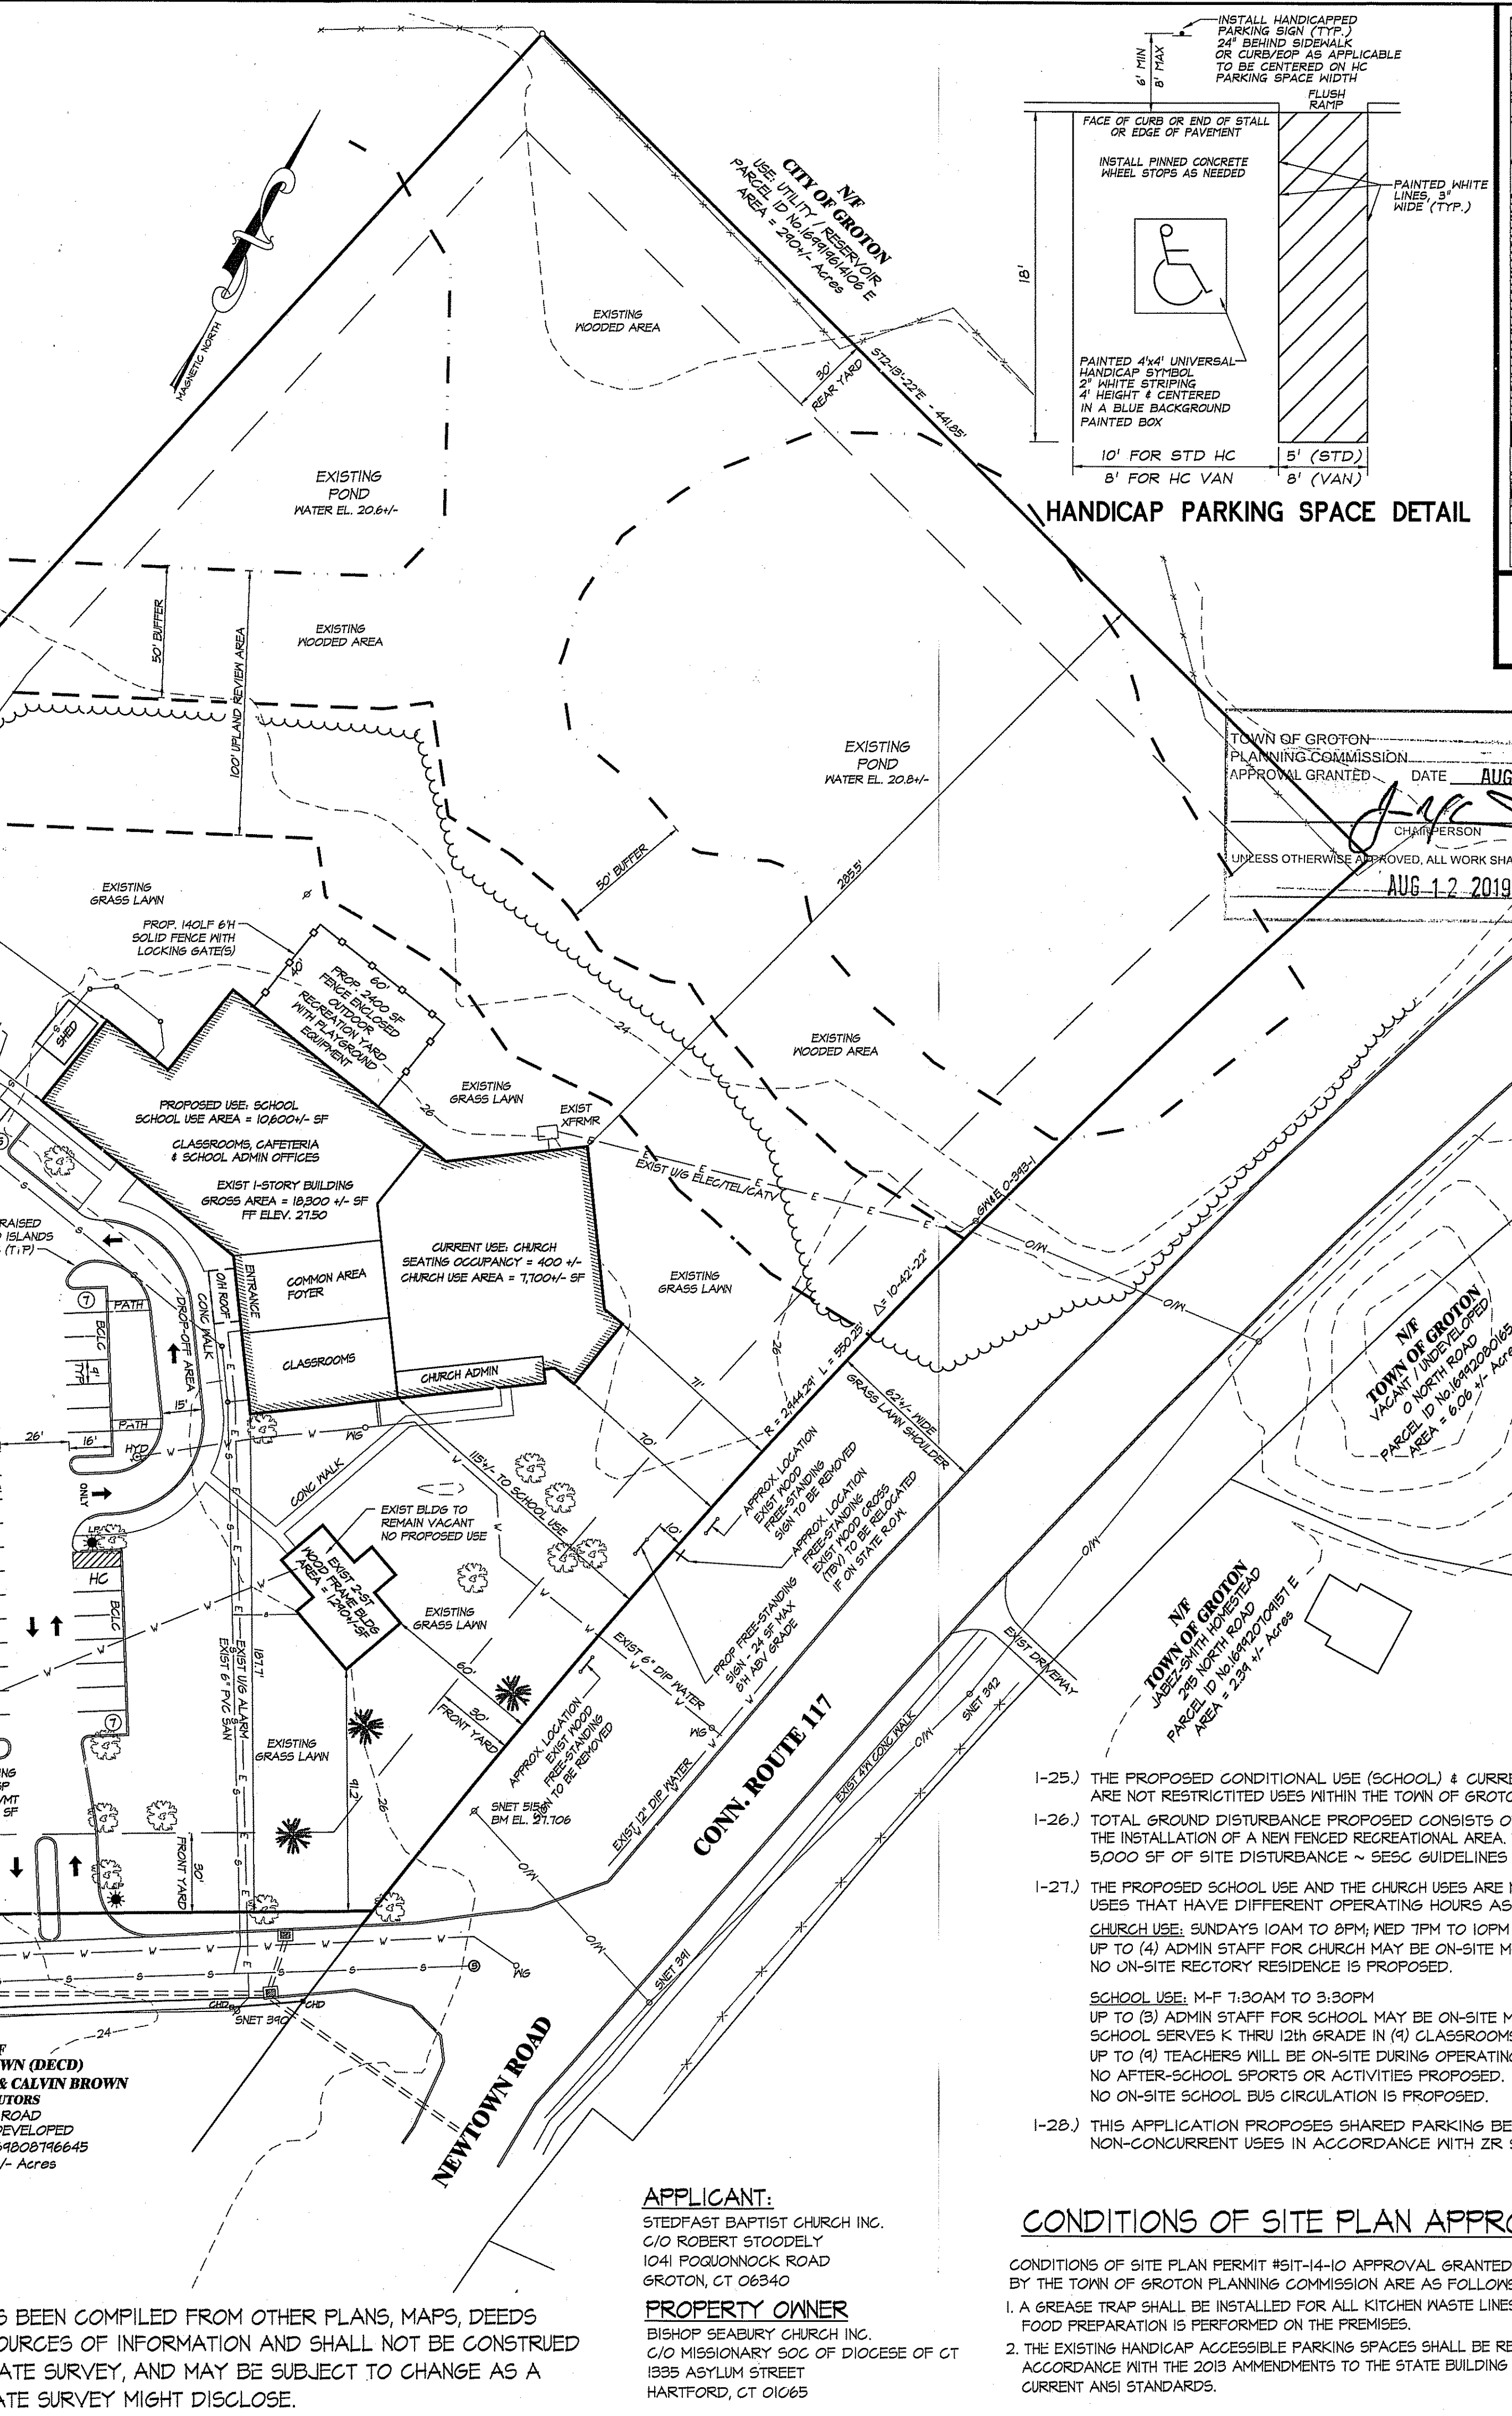 INSTALL HANDICAPPED
PARKING SIGN (TYP.)
24" BEHIND SIDEWALK
OR CURB/EOP AS APPLICABLE
TO BE CENTERED ON HC
PARKING SPACE WIDTH
6' MIN
8' MAX
FLUSH
RAMP
FACE OF CURB OR END OF STALL
OR EDGE OF PAVEMENT
INSTALL PINNED CONCRETE
WHEEL STOPS AS NEEDED
PAINTED WHITE
LINES, 3"
WIDE (TYP.)
18'
PAINTED 4'x4' UNIVERSAL
HANDICAP SYMBOL
2" WHITE STRIPING
4' HEIGHT & CENTERED
IN A BLUE BACKGROUND
PAINTED BOX
10' FOR STD HC
5' (STD)
8' FOR HC VAN
8' (VAN)
HANDICAP PARKING SPACE DETAIL
MAGNETIC NORTH
N/F
CITY OF GROTON
USE: UTILITY / RESERVOIR
PARCEL ID No.169919614106 E
AREA = 290+/- Acres
EXISTING
WOODED AREA
30'
REAR YARD
S72-13'-22"E - 441.85'
EXISTING
POND
WATER EL. 20.6+/-
50' BUFFER
100' UPLAND REVIEW AREA
EXISTING
WOODED AREA
EXISTING
POND
WATER EL. 20.8+/-
50' BUFFER
285.5'
TOWN OF GROTON
PLANNING COMMISSION
APPROVAL GRANTED DATE AUG
CHAIRPERSON
UNLESS OTHERWISE APPROVED, ALL WORK SHA
AUG 12 2019
EXISTING
GRASS LAWN
PROP. 140LF 6'H
SOLID FENCE WITH
LOCKING GATE(S)
40'
60'
PROP. 2400 SF
FENCE ENCLOSED
OUTDOOR
RECREATION YARD
WITH PLAYGROUND
EQUIPMENT
SHED
24
26
EXISTING
WOODED AREA
EXISTING
GRASS LAWN
EXIST
XFRMR
EXIST U/G ELEC/TEL/CATV
GW&E 0-393-1
PROPOSED USE: SCHOOL
SCHOOL USE AREA = 10,600+/- SF
CLASSROOMS, CAFETERIA
& SCHOOL ADMIN OFFICES
EXIST 1-STORY BUILDING
GROSS AREA = 18,300 +/- SF
FF ELEV. 27.50
CURRENT USE: CHURCH
SEATING OCCUPANCY = 400 +/-
CHURCH USE AREA = 7,700+/- SF
COMMON AREA
FOYER
CLASSROOMS
CHURCH ADMIN
ENTRANCE
O/H ROOF
CONC WALK
DROP-OFF AREA
RAISED
ISLANDS
(TYP)
7
PATH
BCLC
9'
TYP
PATH
15'
26'
16'
HYD
ONLY
HC
BCLC
7
EXISTING
GRASS LAWN
26
R = 2,944.29' L = 550.25' Δ= 10-42-22"
71'
70'
62'+/- WIDE
GRASS LAWN SHOULDER
N/F
TOWN OF GROTON
VACANT / UNDEVELOPED
0 NORTH ROAD
PARCEL ID No.1699208016
AREA = 6.06 +/- Acre
WG
CONC WALK
115'+/- TO SCHOOL USE
EXIST BLDG TO
REMAIN VACANT
NO PROPOSED USE
EXIST 2-ST
WOOD FRAME BLDG
AREA = 1,290+/-SF
EXISTING
GRASS LAWN
APPROX. LOCATION
EXIST WOOD
FREE-STANDING
SIGN TO BE REMOVED
APPROX. LOCATION
FREE-STANDING
EXIST WOOD CROSS
(TBV) TO BE RELOCATED
IF ON STATE R.O.W.
10'
PROP FREE-STANDING
SIGN - 24 SF MAX
6'H ABV GRADE
EXIST 6" DIP WATER
WG
EXIST DRIVEWAY
N/F
TOWN OF GROTON
JABEZ-SMITH HOMESTEAD
295 NORTH ROAD
PARCEL ID No.169920709157 E
AREA = 2.39 +/- Acres
187.7'
EXIST U/G ALARM
EXIST 6" PVC SAN
60'
30'
FRONT YARD
EXISTING
GRASS LAWN
91.2'
26
APPROX. LOCATION
EXIST WOOD
FREE-STANDING
SIGN TO BE REMOVED
BM EL. 27.706
EXIST 12" DIP WATER
CONN. ROUTE 117
EXIST 4'W CONC WALK
SNET 392
30'
FRONT YARD
SNET 391
WG
CHD
CHD
SNET 390
24
NEWTOWN ROAD
WN (DECD)
& CALVIN BROWN
UTORS
ROAD
DEVELOPED
69808796645
/- Acres
1-25.) THE PROPOSED CONDITIONAL USE (SCHOOL) & CURRE
ARE NOT RESTRICTITED USES WITHIN THE TOWN OF GROTO
1-26.) TOTAL GROUND DISTURBANCE PROPOSED CONSISTS O
THE INSTALLATION OF A NEW FENCED RECREATIONAL AREA.
5,000 SF OF SITE DISTURBANCE ~ SESC GUIDELINES
1-27.) THE PROPOSED SCHOOL USE AND THE CHURCH USES ARE N
USES THAT HAVE DIFFERENT OPERATING HOURS AS
CHURCH USE: SUNDAYS 10AM TO 8PM; WED 7PM TO 10PM
UP TO (4) ADMIN STAFF FOR CHURCH MAY BE ON-SITE M
NO ON-SITE RECTORY RESIDENCE IS PROPOSED.
SCHOOL USE: M-F 7:30AM TO 3:30PM
UP TO (3) ADMIN STAFF FOR SCHOOL MAY BE ON-SITE M
SCHOOL SERVES K THRU 12th GRADE IN (9) CLASSROOMS
UP TO (9) TEACHERS WILL BE ON-SITE DURING OPERATING
NO AFTER-SCHOOL SPORTS OR ACTIVITIES PROPOSED.
NO ON-SITE SCHOOL BUS CIRCULATION IS PROPOSED.
1-28.) THIS APPLICATION PROPOSES SHARED PARKING BE
NON-CONCURRENT USES IN ACCORDANCE WITH ZR S
APPLICANT:
STEDFAST BAPTIST CHURCH INC.
C/O ROBERT STOODELY
1041 POQUONNOCK ROAD
GROTON, CT 06340
PROPERTY OWNER
BISHOP SEABURY CHURCH INC.
C/O MISSIONARY SOC OF DIOCESE OF CT
1335 ASYLUM STREET
HARTFORD, CT 01065
CONDITIONS OF SITE PLAN APPRO
CONDITIONS OF SITE PLAN PERMIT #SIT-14-10 APPROVAL GRANTED
BY THE TOWN OF GROTON PLANNING COMMISSION ARE AS FOLLOWS
1. A GREASE TRAP SHALL BE INSTALLED FOR ALL KITCHEN WASTE LINES
FOOD PREPARATION IS PERFORMED ON THE PREMISES.
2. THE EXISTING HANDICAP ACCESSIBLE PARKING SPACES SHALL BE RE
ACCORDANCE WITH THE 2013 AMMENDMENTS TO THE STATE BUILDING
CURRENT ANSI STANDARDS.
S BEEN COMPILED FROM OTHER PLANS, MAPS, DEEDS
OURCES OF INFORMATION AND SHALL NOT BE CONSTRUED
ATE SURVEY, AND MAY BE SUBJECT TO CHANGE AS A
ATE SURVEY MIGHT DISCLOSE.